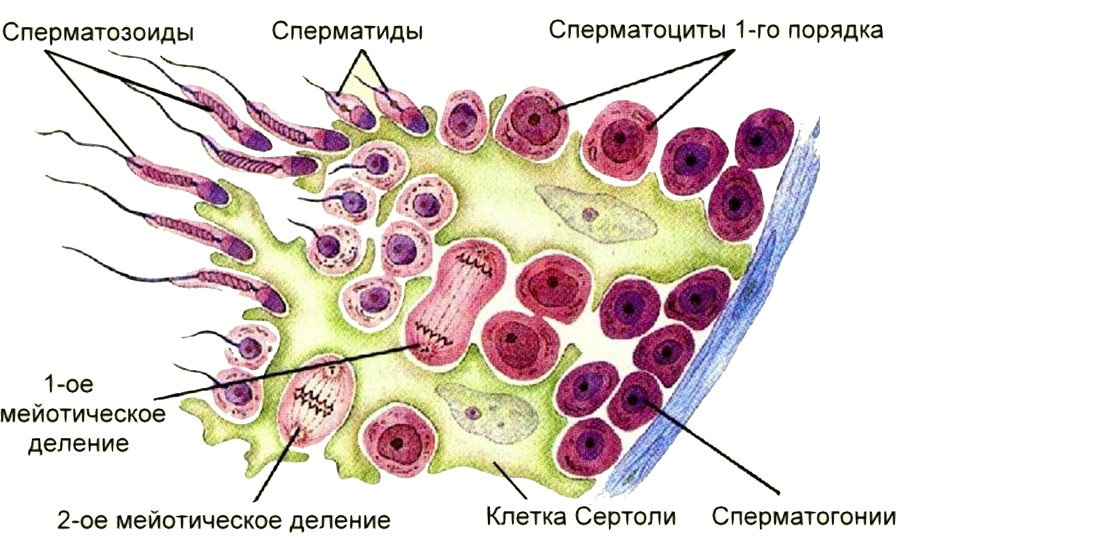 Сперматозоиды
Сперматиды
Сперматоциты 1-го порядка
1-ое
мейотическое
деление
2-ое мейотическое деление
Клетка Сертоли
Сперматогонии